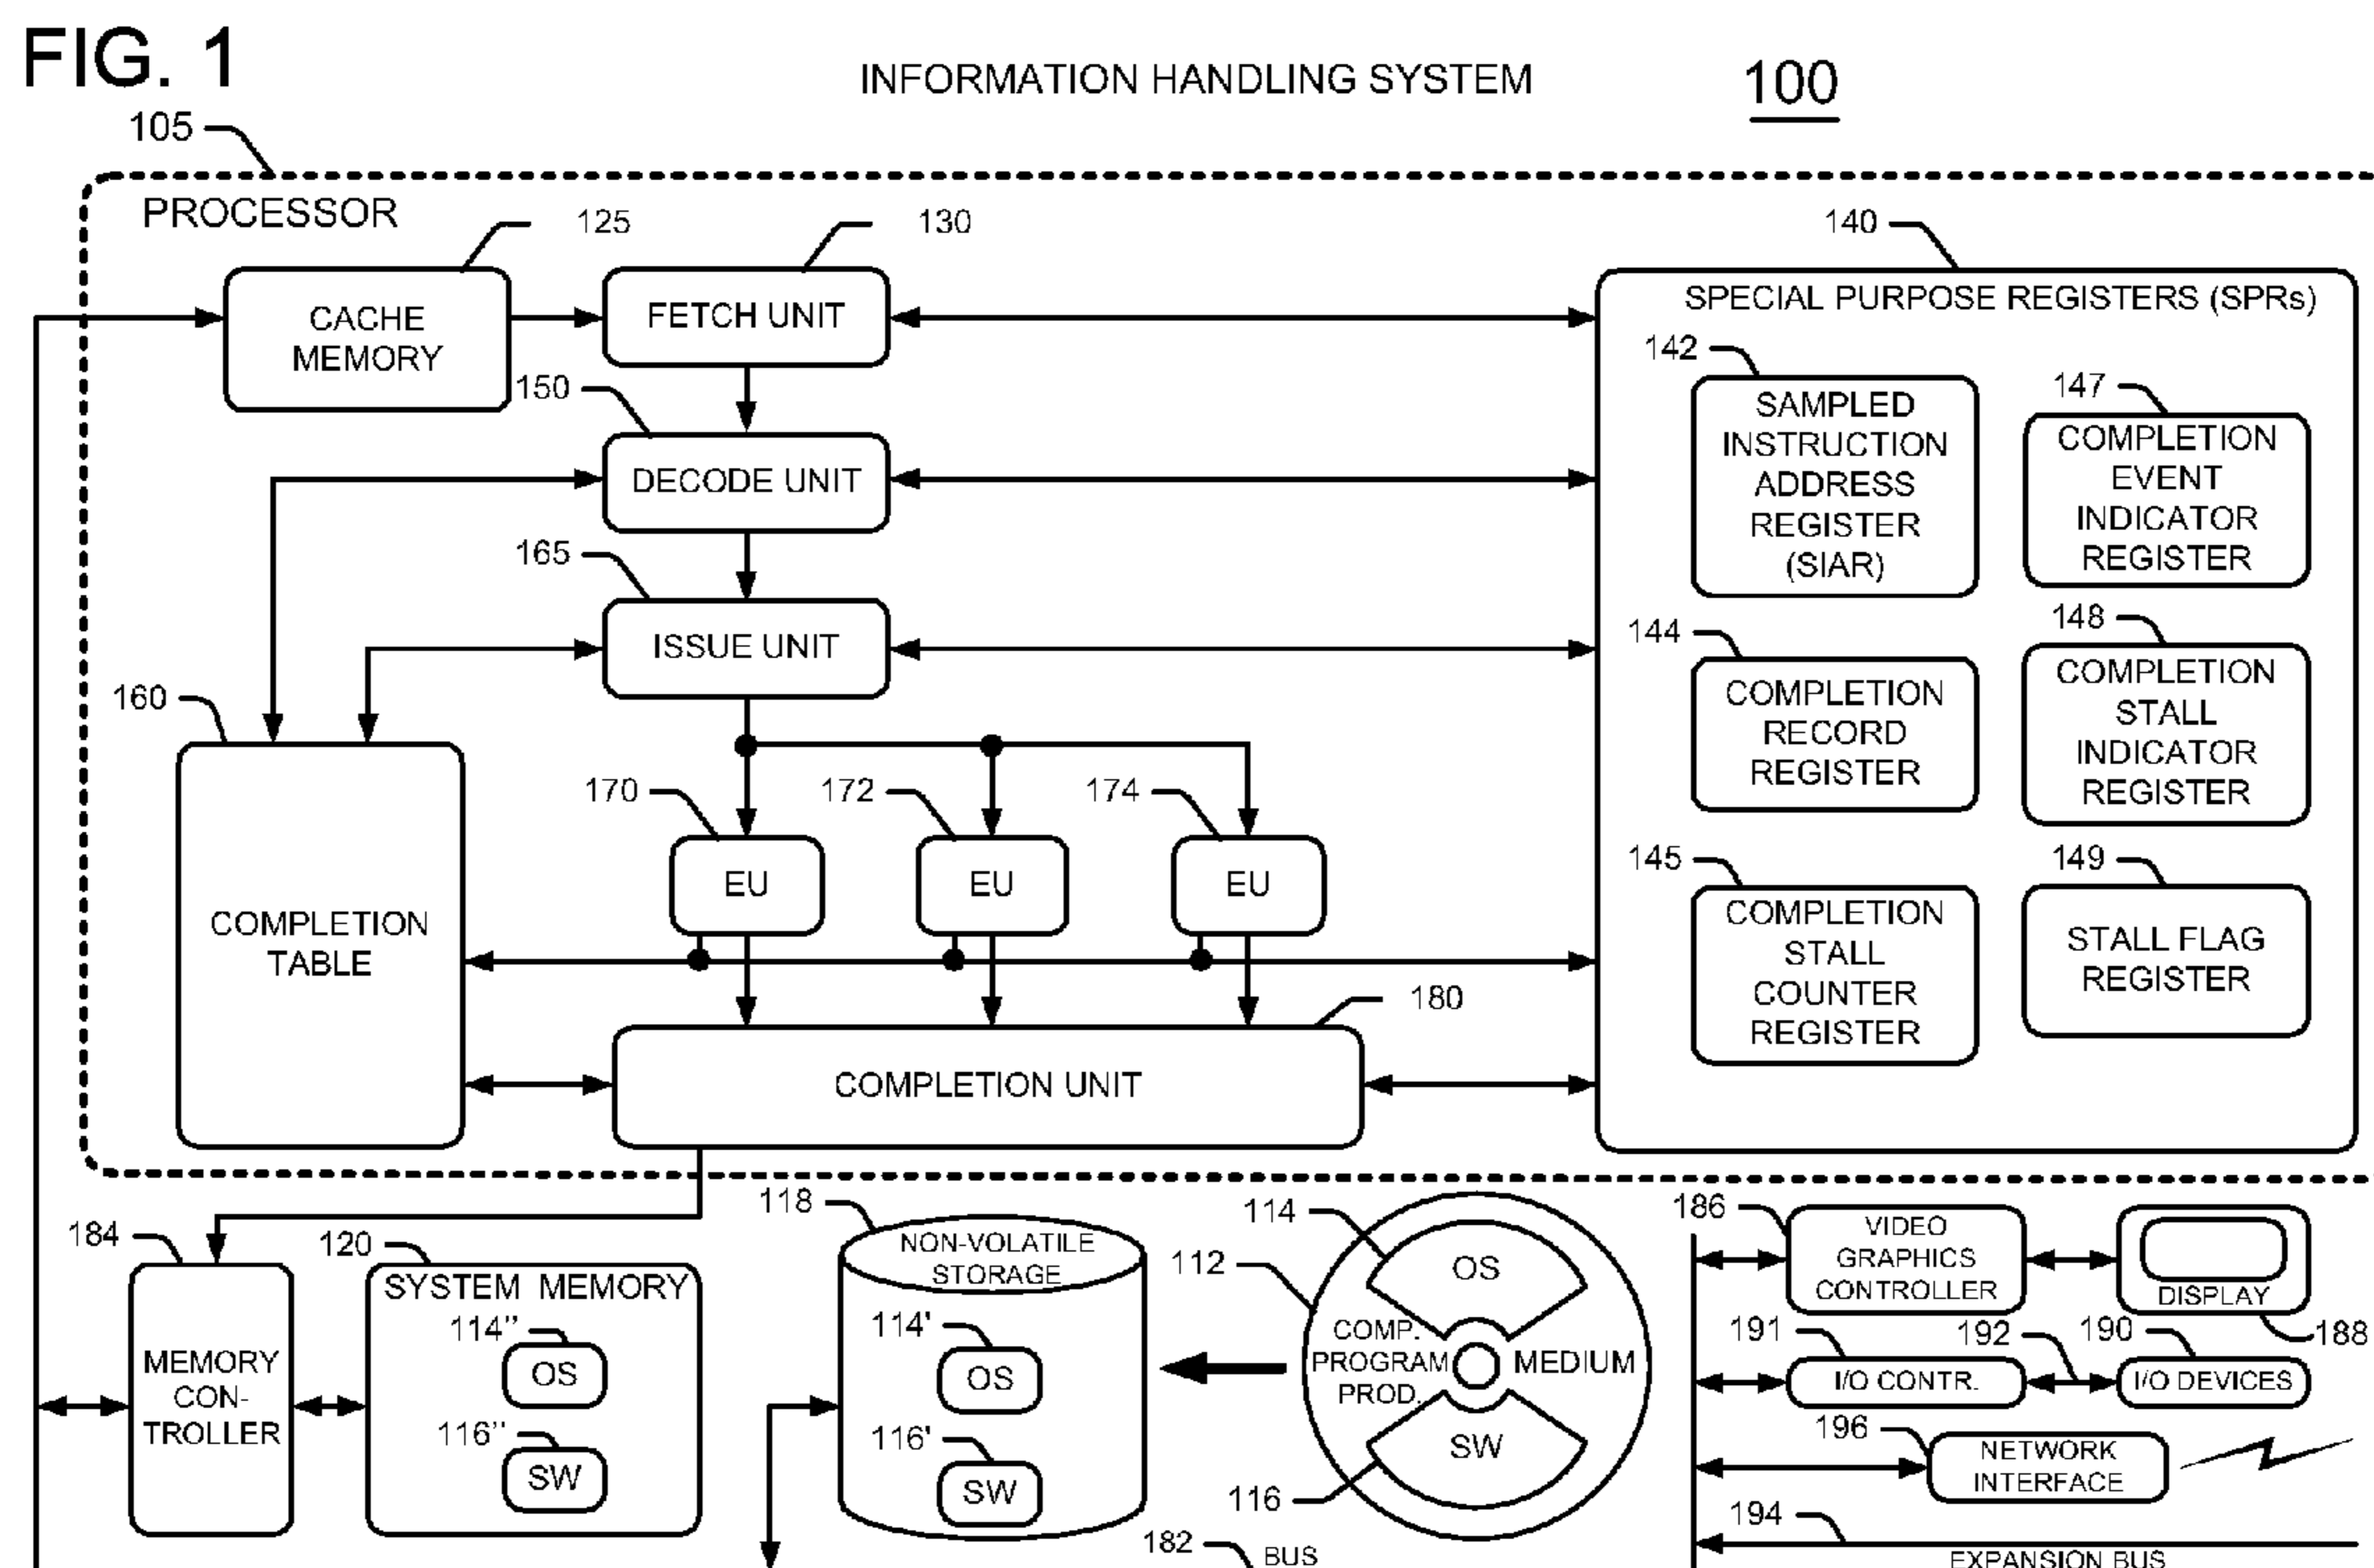 FIG. 1
INFORMATION HANDLING SYSTEM
100
105
PROCESSOR
125
130
140
CACHE
MEMORY
FETCH UNIT
SPECIAL PURPOSE REGISTERS (SPRs)
142
147
SAMPLED
INSTRUCTION
ADDRESS
REGISTER
(SIAR)
COMPLETION
EVENT
INDICATOR
REGISTER
150
DECODE UNIT
165
ISSUE UNIT
144
148
COMPLETION
RECORD
REGISTER
COMPLETION
STALL
INDICATOR
REGISTER
160
170
172
174
EU
EU
EU
145
149
COMPLETION
STALL
COUNTER
REGISTER
STALL FLAG
REGISTER
COMPLETION
TABLE
180
COMPLETION UNIT
184
120
118
114
112
186
MEMORY
CON-
TROLLER
SYSTEM MEMORY
114''
OS
116''
SW
NON-VOLATILE
STORAGE
114'
OS
116'
SW
OS
COMP.
PROGRAM
PROD.
MEDIUM
SW
116
VIDEO
GRAPHICS
CONTROLLER
DISPLAY
188
191
192
190
I/O CONTR.
I/O DEVICES
196
NETWORK
INTERFACE
194
182
BUS
EXPANSION BUS